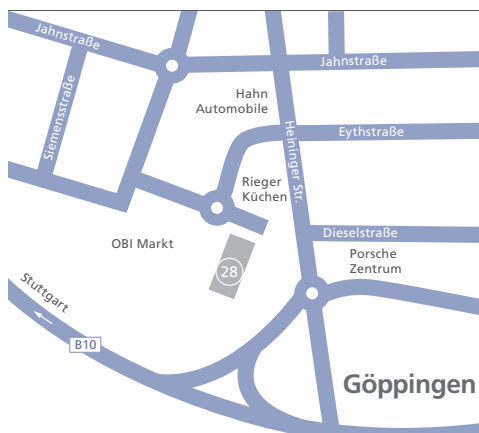 Jahnstraße
Jahnstraße
Siemensstraße
Hahn
Automobile
Heininger Str.
Eythstraße
Rieger
Küchen
Dieselstraße
OBI Markt
Porsche
Zentrum
28
Stuttgart
B10
Göppingen